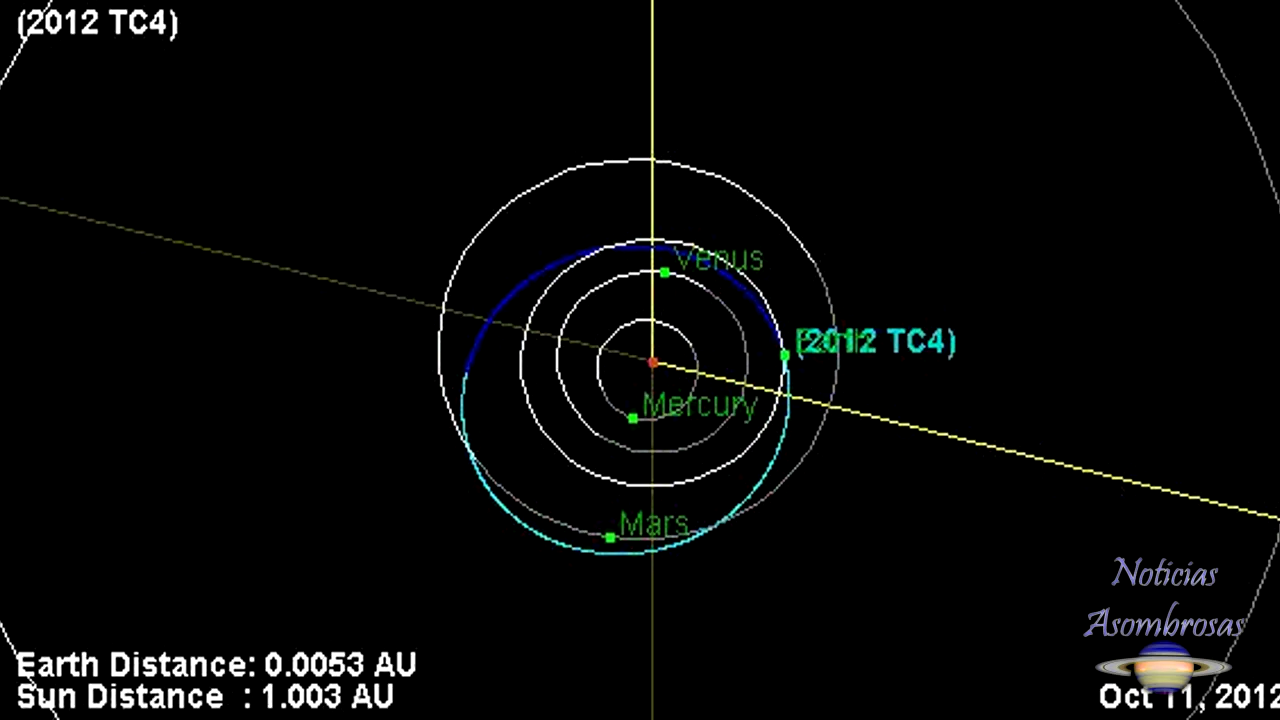 (2012 TC4)
Venus
(2012 TC4)
Mercury
Mars
Noticias
Asombrosas
Earth Distance: 0.0053 AU
Sun Distance : 1.003 AU
Oct 11, 2012